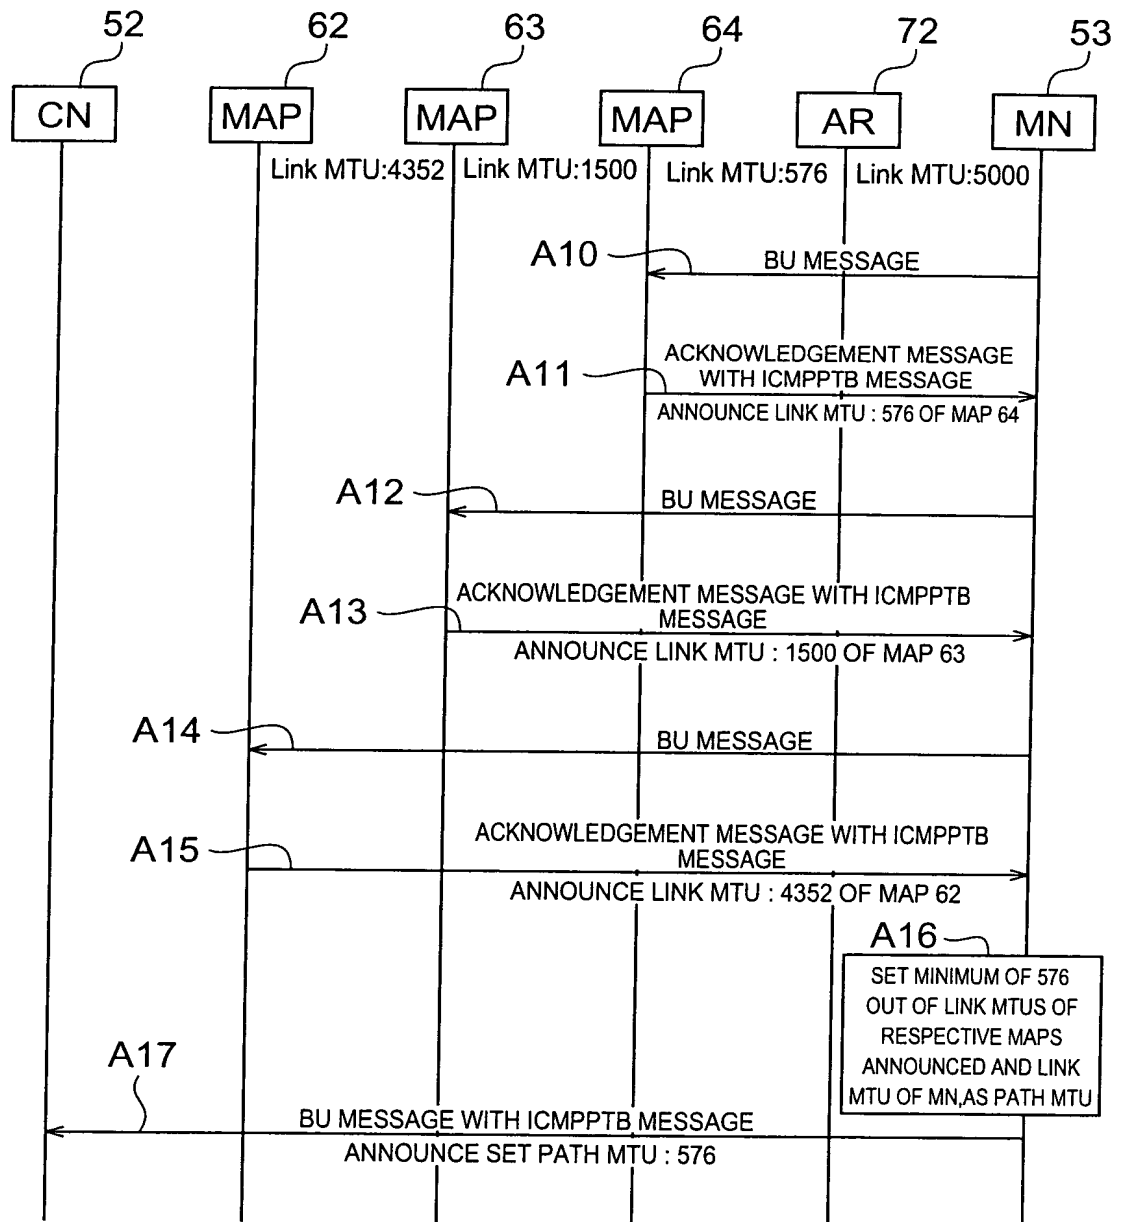 52 62 63 64 72 53
CN MAP MAP MAP AR MN
Link MTU:4352 Link MTU:1500 Link MTU:576 Link MTU:5000
A10
BU MESSAGE
ACKNOWLEDGEMENT MESSAGE
WITH ICMPPTB MESSAGE
A11
ANNOUNCE LINK MTU : 576 OF MAP 64
A12
BU MESSAGE
ACKNOWLEDGEMENT MESSAGE WITH ICMPPTB
MESSAGE
A13
ANNOUNCE LINK MTU : 1500 OF MAP 63
A14
BU MESSAGE
ACKNOWLEDGEMENT MESSAGE WITH ICMPPTB
MESSAGE
A15
ANNOUNCE LINK MTU : 4352 OF MAP 62
A16
SET MINIMUM OF 576
OUT OF LINK MTUS OF
RESPECTIVE MAPS
ANNOUNCED AND LINK
MTU OF MN,AS PATH MTU
A17
BU MESSAGE WITH ICMPPTB MESSAGE
ANNOUNCE SET PATH MTU : 576